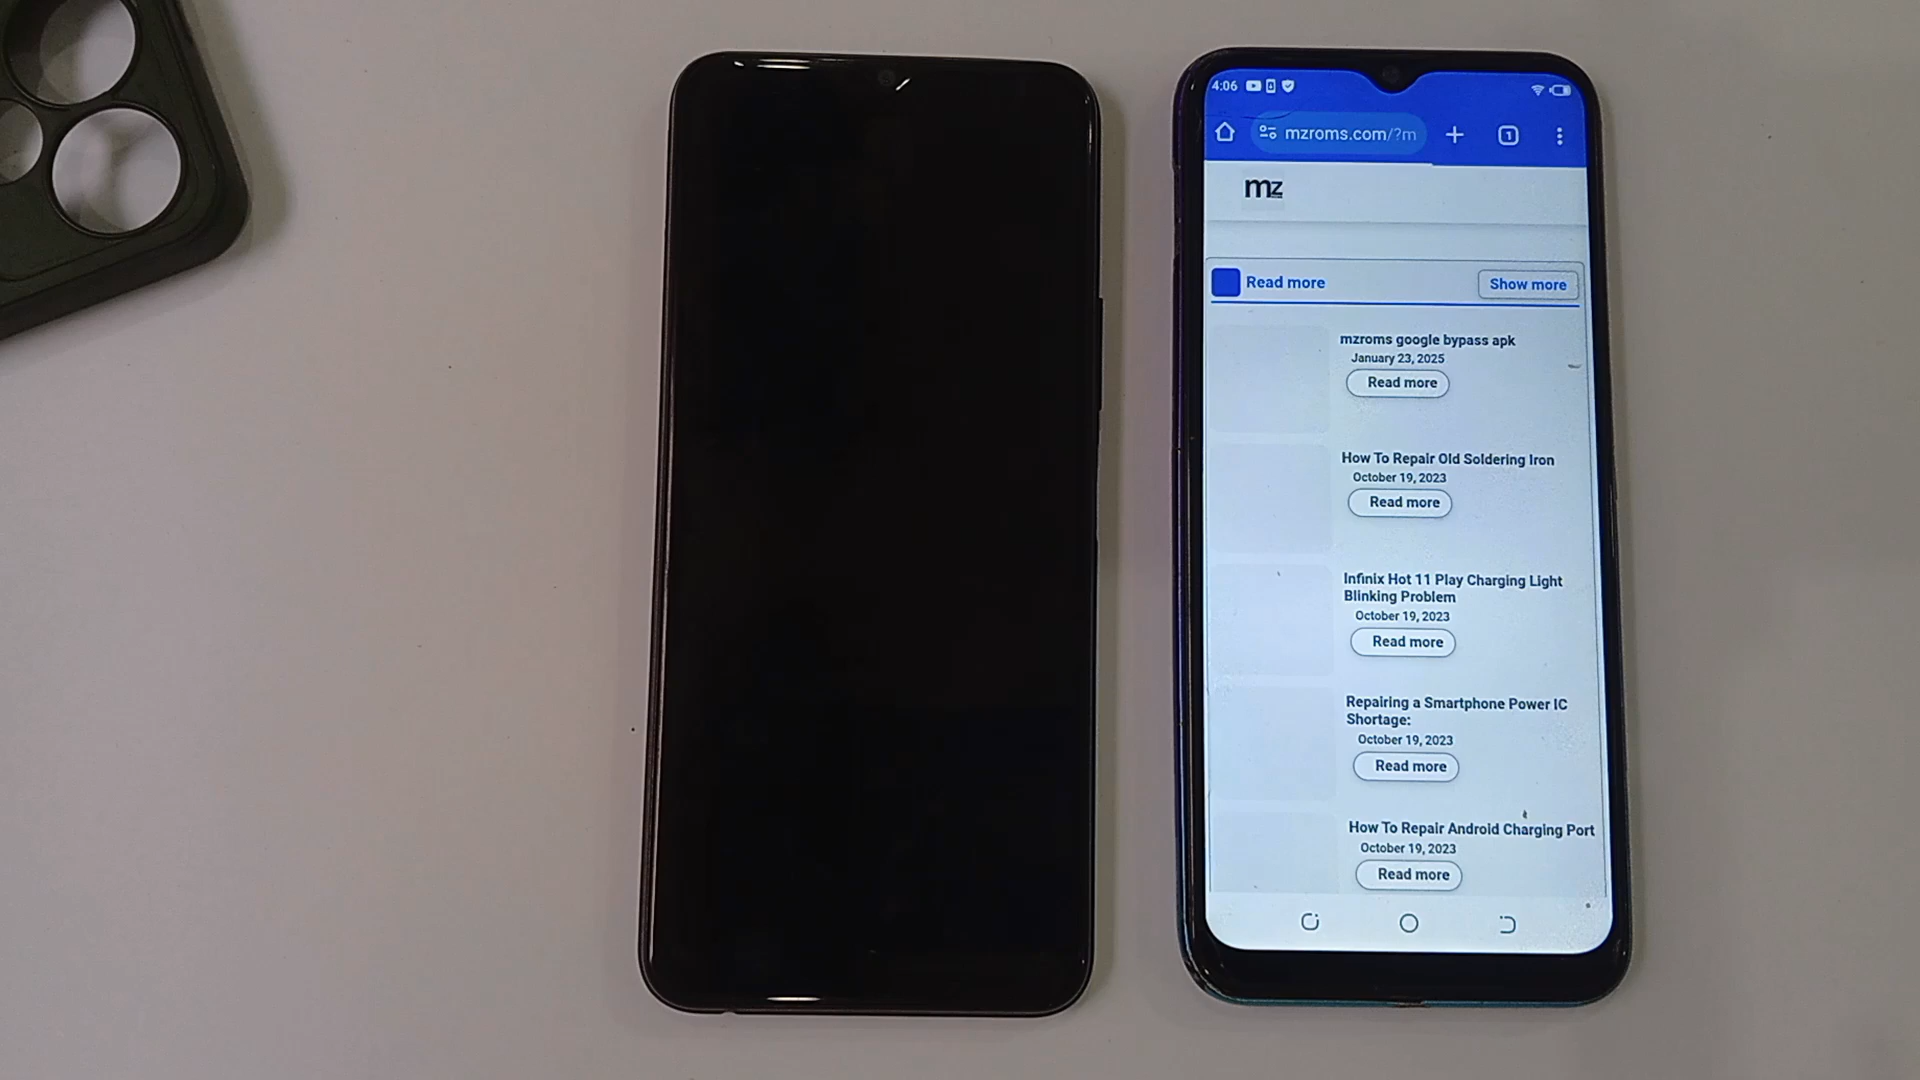 4:06
mzroms.com/?m
1
mz
Read more
Show more
mzroms google bypass apk
January 23, 2025
Read more
How To Repair Old Soldering Iron
October 19, 2023
Read more
Infinix Hot 11 Play Charging Light
Blinking Problem
October 19, 2023
Read more
Repairing a Smartphone Power IC
Shortage:
October 19, 2023
Read more
How To Repair Android Charging Port
October 19, 2023
Read more